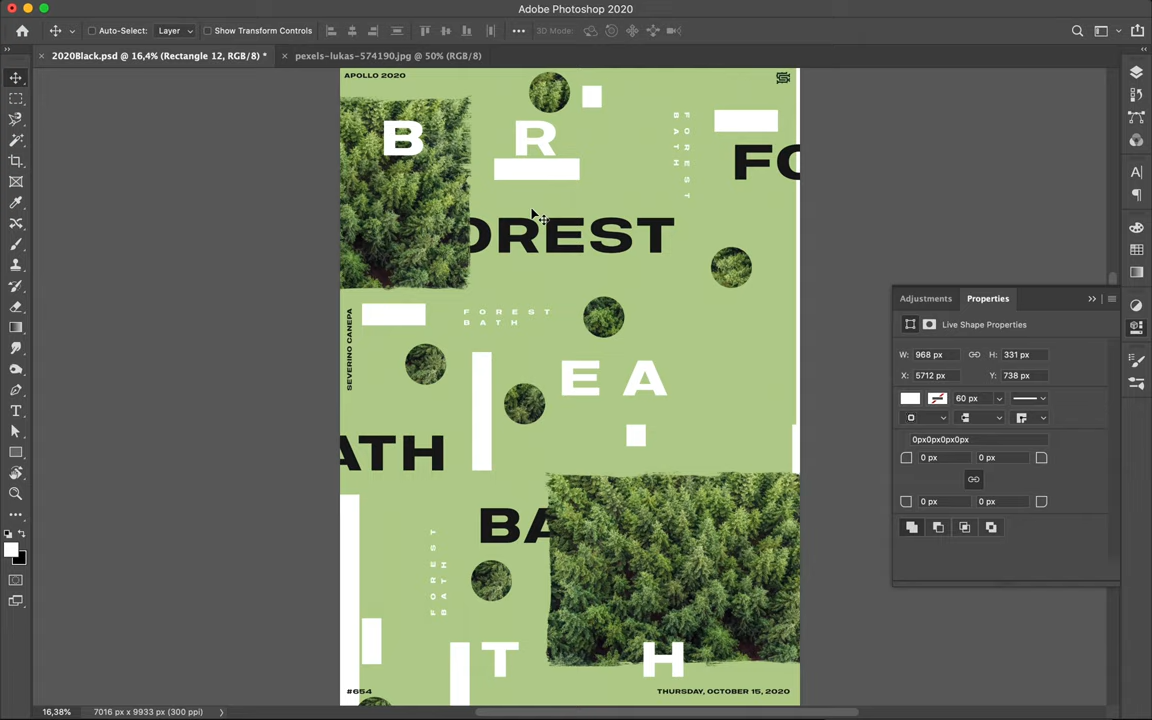 Adobe Photoshop 2020
Auto-Select: Layer Show Transform Controls 3D Mode:
2020Black.psd @ 16,4% (Rectangle 12, RGB/8) *
pexels-lukas-574190.jpg @ 50% (RGB/8)
APOLLO 2020
B R
FOREST
BATH
FO
OREST
FOREST
BATH
SEVERINO CANEPA
E A
ATH
BA
FOREST
BATH
T H
#654
THURSDAY, OCTOBER 15, 2020
Adjustments Properties
Live Shape Properties
W: 968 px H: 331 px
X: 5712 px Y: 738 px
60 px
0px0px0px0px
0 px 0 px
0 px 0 px
16,38% 7016 px x 9933 px (300 ppi)